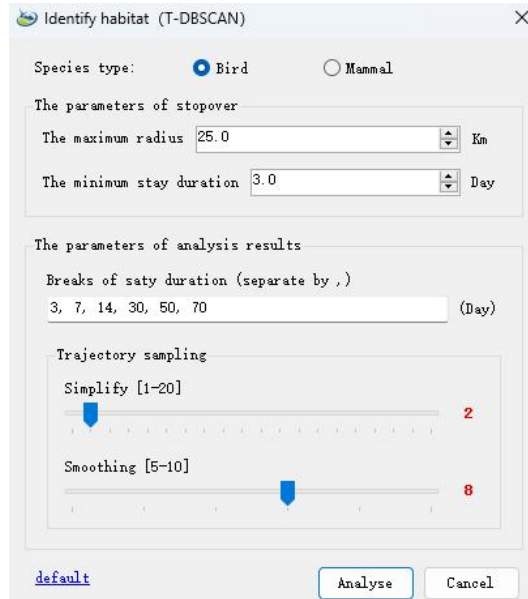 Identify habitat (T-DBSCAN)
Species type: Bird Mammal
The parameters of stopover
The maximum radius 25.0 Km
The minimum stay duration 3.0 Day
The parameters of analysis results
Breaks of saty duration (separate by ,)
3, 7, 14, 30, 50, 70 (Day)
Trajectory sampling
Simplify [1-20]
2
Smoothing [5-10]
8
default Analyse Cancel